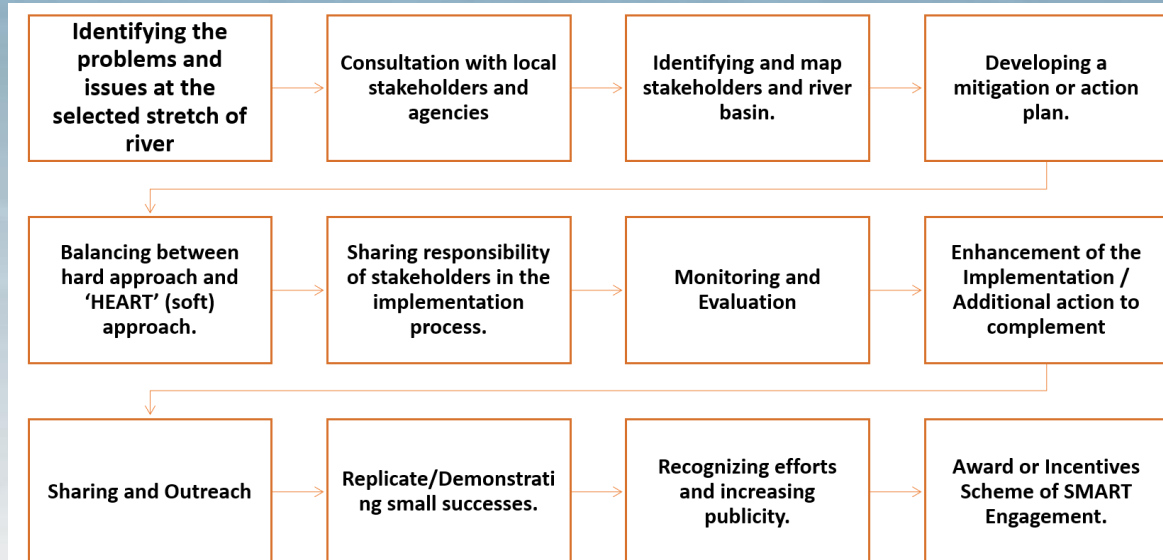 Identifying the
problems and
issues at the
selected stretch of
river
Consultation with local
stakeholders and
agencies
Identifying and map
stakeholders and river
basin.
Developing a
mitigation or action
plan.
Balancing between
hard approach and
‘HEART’ (soft)
approach.
Sharing responsibility
of stakeholders in the
implementation
process.
Monitoring and
Evaluation
Enhancement of the
Implementation /
Additional action to
complement
Sharing and Outreach
Replicate/Demonstrati
ng small successes.
Recognizing efforts
and increasing
publicity.
Award or Incentives
Scheme of SMART
Engagement.